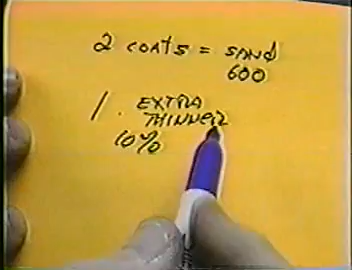 2 COATS = SAND
600
1. EXTRA
THINNER
10%